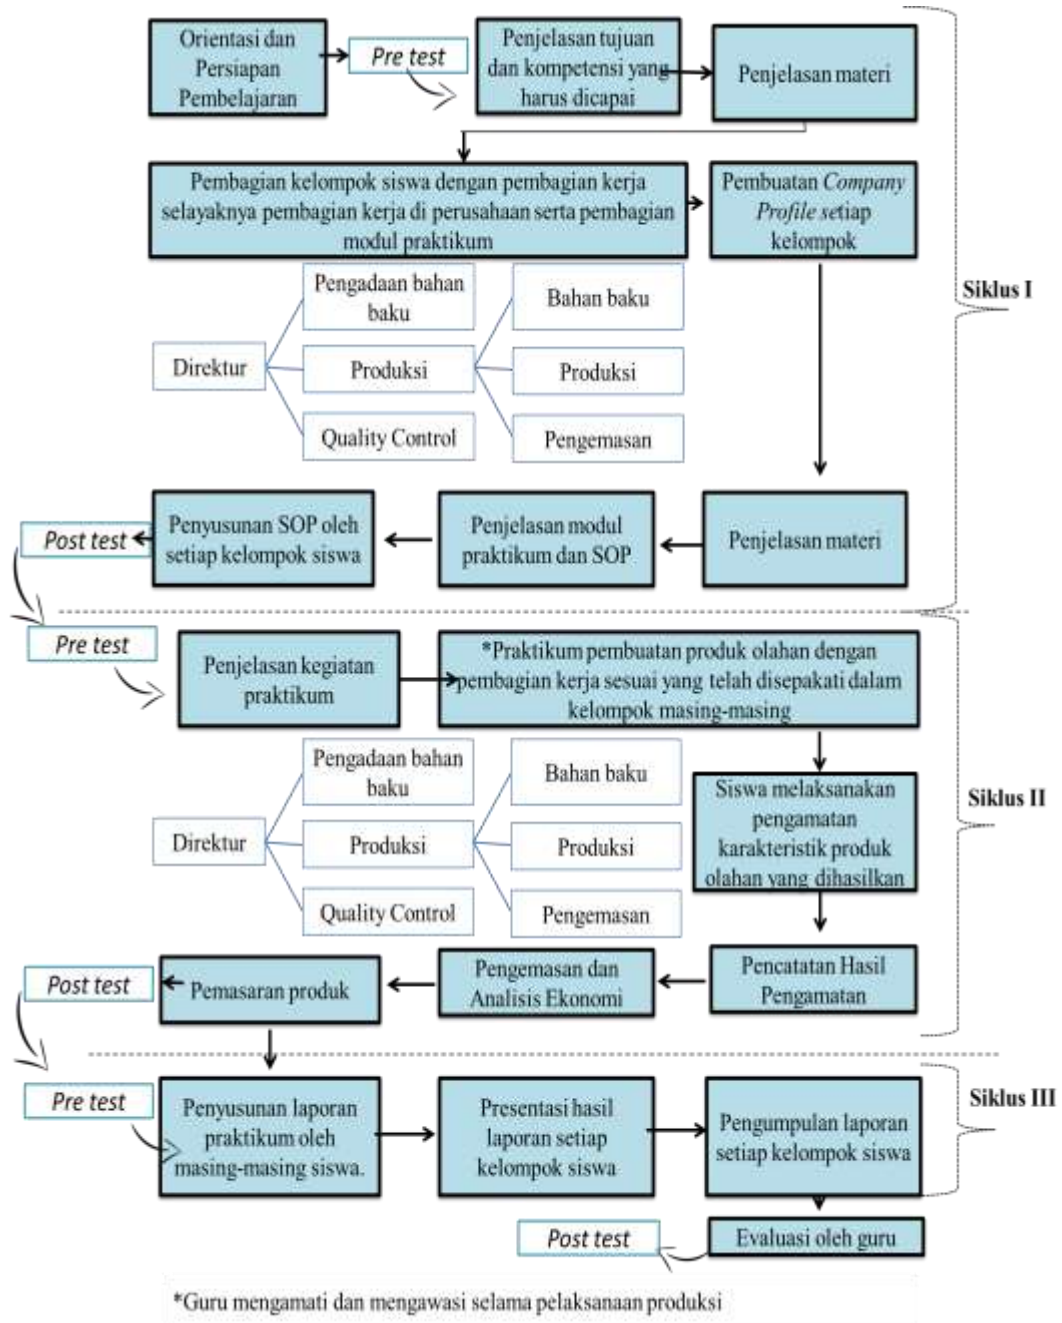 Orientasi dan
Persiapan
Pembelajaran
Pre test
Penjelasan tujuan
dan kompetensi yang
harus dicapai
Penjelasan materi
Pembagian kelompok siswa dengan pembagian kerja
selayaknya pembagian kerja di perusahaan serta pembagian
modul praktikum
Pembuatan Company
Profile setiap
kelompok
Siklus I
Direktur
Pengadaan bahan
baku
Produksi
Quality Control
Bahan baku
Produksi
Pengemasan
Penjelasan materi
Penjelasan modul
praktikum dan SOP
Penyusunan SOP oleh
setiap kelompok siswa
Post test
Pre test
Penjelasan kegiatan
praktikum
*Praktikum pembuatan produk olahan dengan
pembagian kerja sesuai yang telah disepakati dalam
kelompok masing-masing
Siklus II
Direktur
Pengadaan bahan
baku
Produksi
Quality Control
Bahan baku
Produksi
Pengemasan
Siswa melaksanakan
pengamatan
karakteristik produk
olahan yang dihasilkan
Pencatatan Hasil
Pengamatan
Pengemasan dan
Analisis Ekonomi
Pemasaran produk
Post test
Pre test
Penyusunan laporan
praktikum oleh
masing-masing siswa.
Presentasi hasil
laporan setiap
kelompok siswa
Pengumpulan laporan
setiap kelompok siswa
Siklus III
Evaluasi oleh guru
Post test
*Guru mengamati dan mengawasi selama pelaksanaan produksi